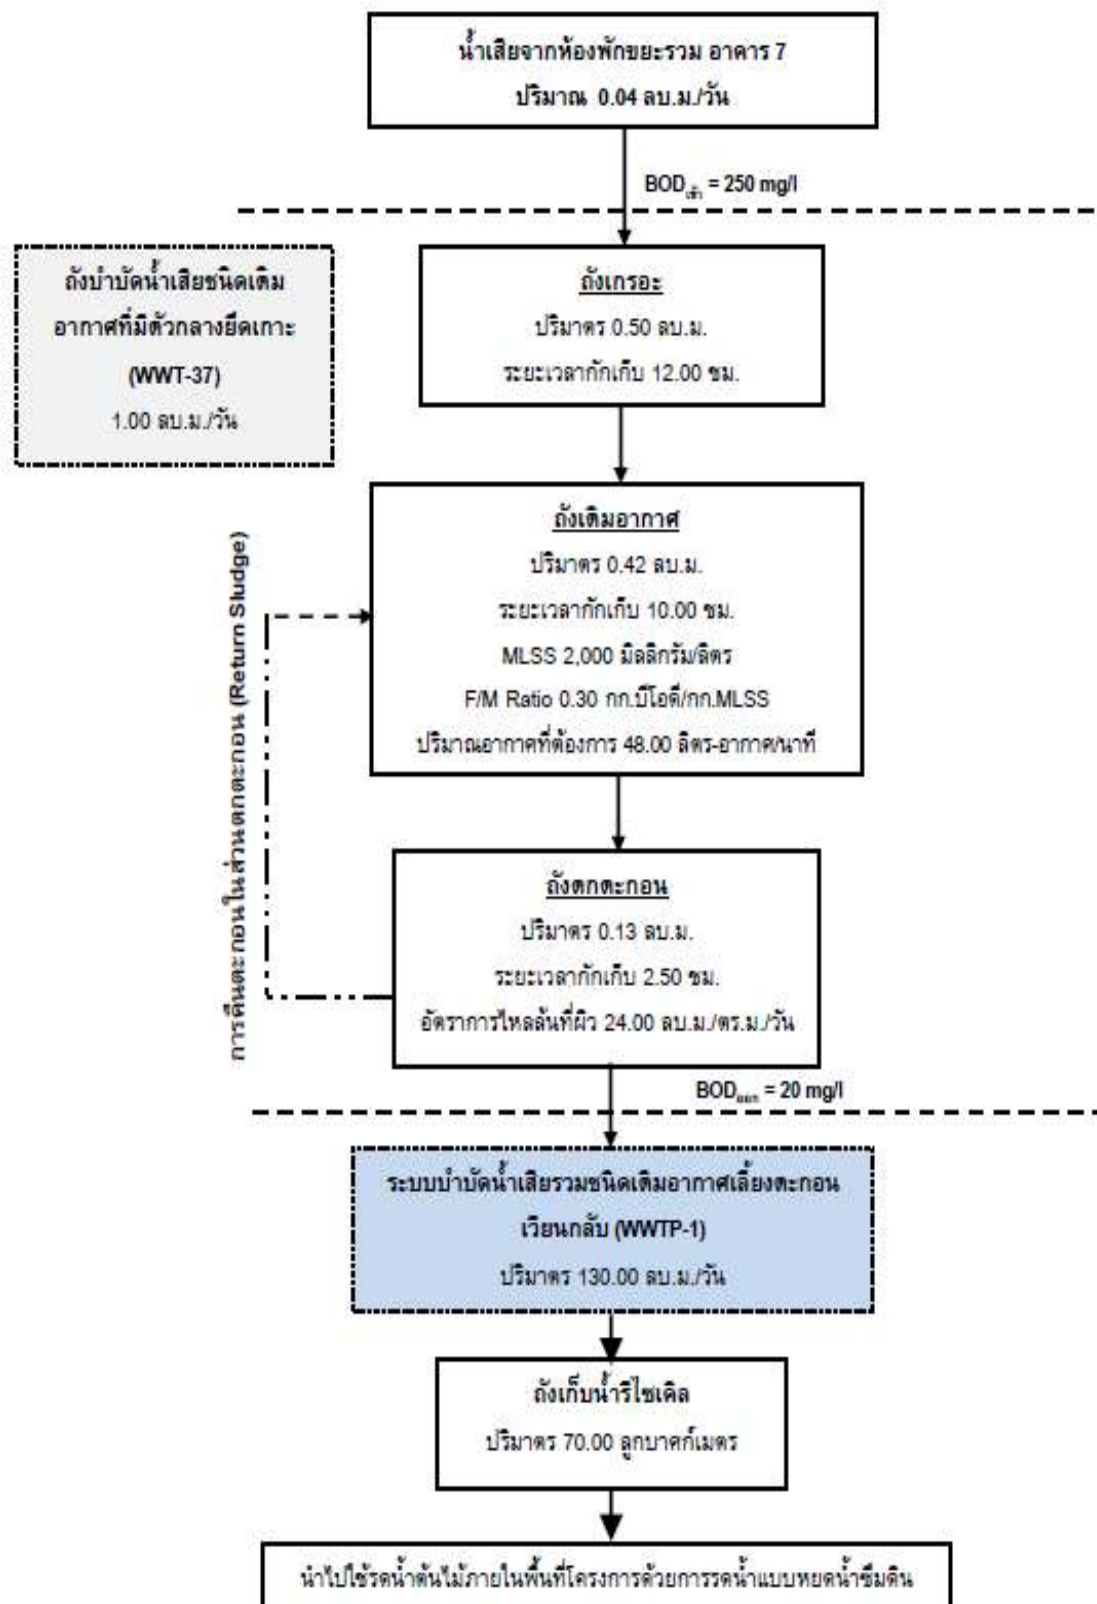 น้ำเสียจากห้องพักขยะรวม อาคาร 7
ปริมาณ 0.04 ลบ.ม./วัน
BODเข้า = 250 mg/l
ถังบำบัดน้ำเสียชนิดเติม
อากาศที่มีตัวกลางยึดเกาะ
(WWT-37)
1.00 ลบ.ม./วัน
ถังเกรอะ
ปริมาตร 0.50 ลบ.ม.
ระยะเวลากักเก็บ 12.00 ชม.
ถังเติมอากาศ
ปริมาตร 0.42 ลบ.ม.
ระยะเวลากักเก็บ 10.00 ชม.
MLSS 2,000 มิลลิกรัม/ลิตร
F/M Ratio 0.30 กก.บีโอดี/กก.MLSS
ปริมาณอากาศที่ต้องการ 48.00 ลิตร-อากาศ/นาที
การคืนตะกอนในส่วนตกตะกอน (Return Sludge)
ถังตกตะกอน
ปริมาตร 0.13 ลบ.ม.
ระยะเวลากักเก็บ 2.50 ชม.
อัตราการไหลล้นที่ผิว 24.00 ลบ.ม./ตร.ม./วัน
BODออก = 20 mg/l
ระบบบำบัดน้ำเสียรวมชนิดเติมอากาศเลี้ยงตะกอน
เวียนกลับ (WWTP-1)
ปริมาตร 130.00 ลบ.ม./วัน
ถังเก็บน้ำรีไซเคิล
ปริมาตร 70.00 ลูกบาศก์เมตร
นำไปใช้รดน้ำต้นไม้ภายในพื้นที่โครงการด้วยการรดน้ำแบบหยดน้ำซึมดิน